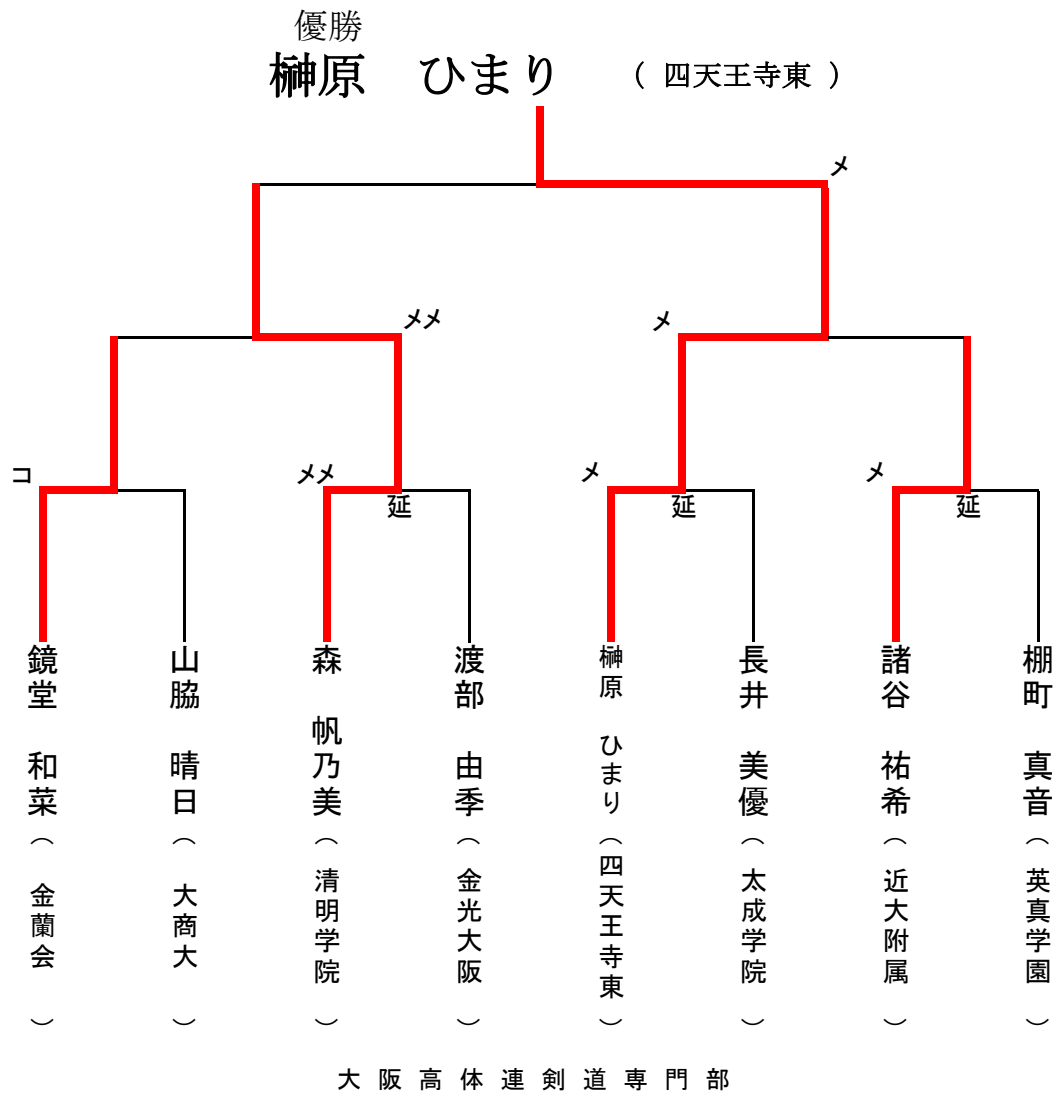 優勝
榊原 ひまり (四天王寺東)
メ
メメ
メ
コ
メメ
メ
メ
延
延
延
鏡堂 和菜(金蘭会)
山脇 晴日(大商大)
森 帆乃美(清明学院)
渡部 由季(金光大阪)
榊原 ひまり(四天王寺東)
長井 美優(太成学院)
諸谷 祐希(近大附属)
棚町 真音(英真学園)
大阪高体連剣道専門部